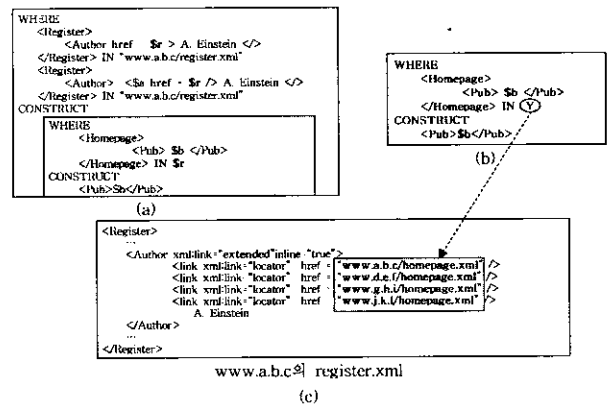 WHERE
<Register>
<Author href $r > A. Einstein </>
</Register> IN "www.a.b.c/register.xml"
<Register>
<Author> <$a href = $r /> A. Einstein </>
</Register> IN "www.a.b.c/register.xml"
CONSTRUCT
WHERE
<Homepage>
<Pub> $b </Pub>
</Homepage> IN $r
CONSTRUCT
<Pub>$b</Pub>
(a)
WHERE
<Homepage>
<Pub> $b </Pub>
</Homepage> IN Y
CONSTRUCT
<Pub>$b</Pub>
(b)
<Register>
...
<Author xml:link="extended"inline="true">
<link xml:link="locator" href = "www.a.b.c/homepage.xml" />
<link xml:link="locator" href = "www.d.e.f/homepage.xml" />
<link xml:link="locator" href = "www.g.h.i/homepage.xml" />
<link xml:link="locator" href = "www.j.k.l/homepage.xml" />
A. Einstein
</Author>
...
</Register>
www.a.b.c의 register.xml
(c)